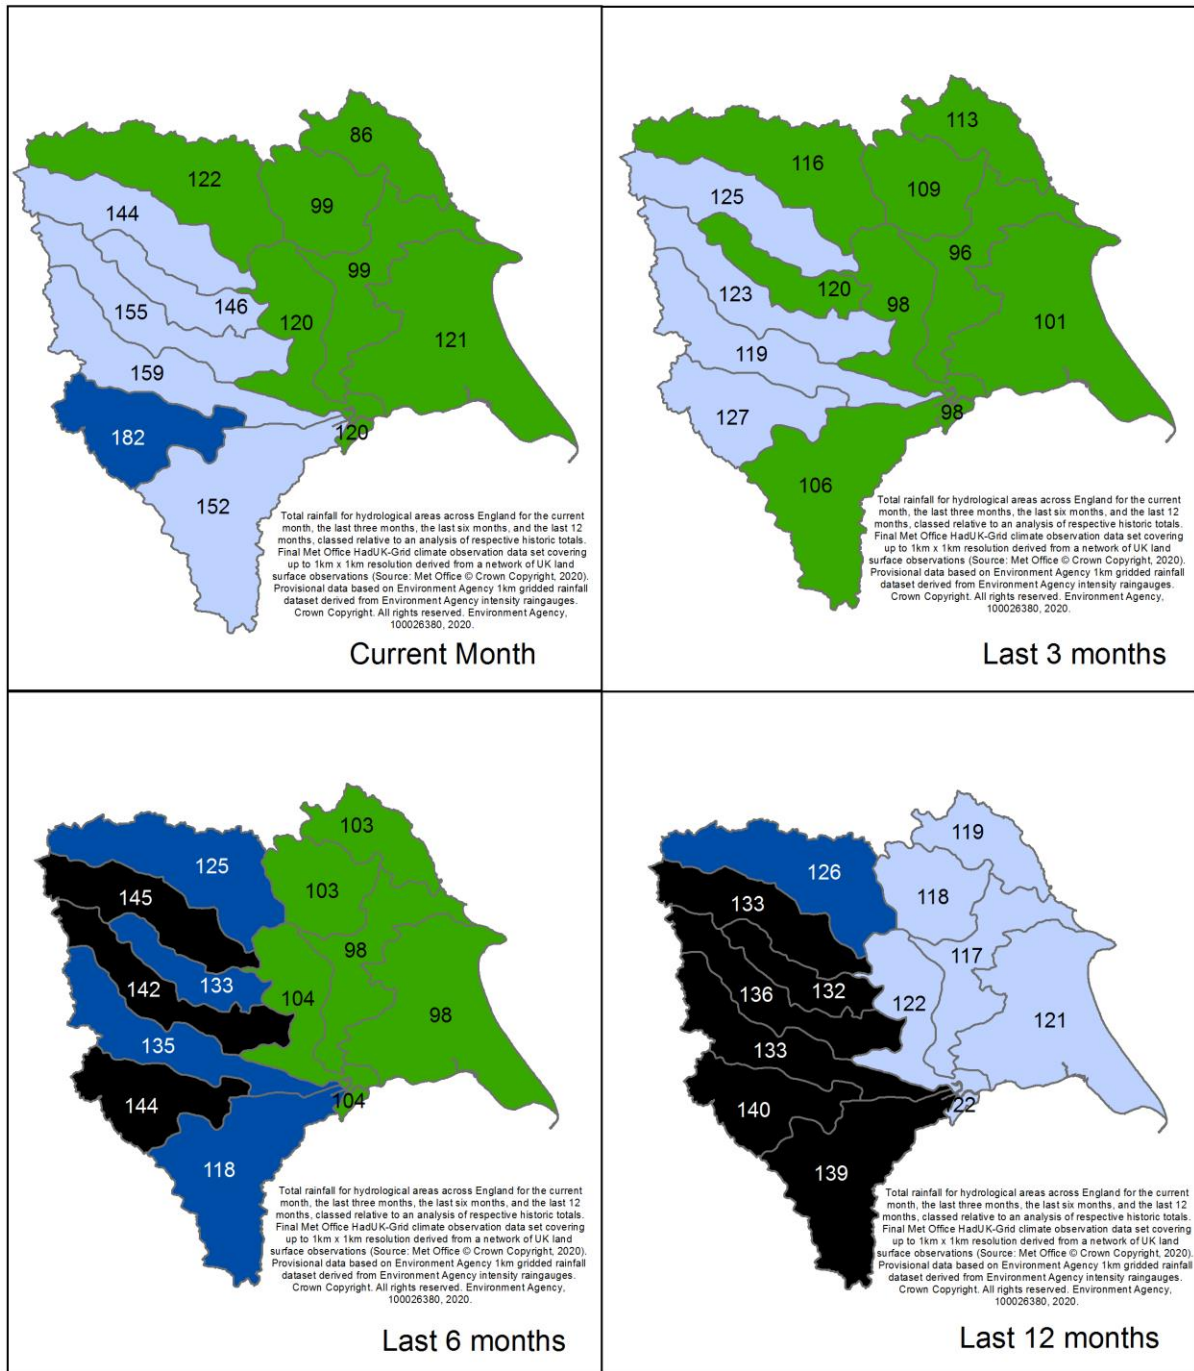 86
122
99
144
99
146
155
120
121
159
182
120
152
Total rainfall for hydrological areas across England for the current
month, the last three months, the last six months, and the last 12
months, classed relative to an analysis of respective historic totals.
Final Met Office HadUK-Grid climate observation data set covering
up to 1km x 1km resolution derived from a network of UK land
surface observations (Source: Met Office © Crown Copyright, 2020).
Provisional data based on Environment Agency 1km gridded rainfall
dataset derived from Environment Agency intensity raingauges.
Crown Copyright. All rights reserved. Environment Agency,
100026380, 2020.
Current Month
113
116
109
125
96
120
123
98
101
119
127
98
106
Total rainfall for hydrological areas across England for the current
month, the last three months, the last six months, and the last 12
months, classed relative to an analysis of respective historic totals.
Final Met Office HadUK-Grid climate observation data set covering
up to 1km x 1km resolution derived from a network of UK land
surface observations (Source: Met Office © Crown Copyright, 2020).
Provisional data based on Environment Agency 1km gridded rainfall
dataset derived from Environment Agency intensity raingauges.
Crown Copyright. All rights reserved. Environment Agency,
100026380, 2020.
Last 3 months
103
125
103
145
98
133
142
104
98
135
144
104
118
Total rainfall for hydrological areas across England for the current
month, the last three months, the last six months, and the last 12
months, classed relative to an analysis of respective historic totals.
Final Met Office HadUK-Grid climate observation data set covering
up to 1km x 1km resolution derived from a network of UK land
surface observations (Source: Met Office © Crown Copyright, 2020).
Provisional data based on Environment Agency 1km gridded rainfall
dataset derived from Environment Agency intensity raingauges.
Crown Copyright. All rights reserved. Environment Agency,
100026380, 2020.
Last 6 months
119
126
118
133
117
132
136
122
121
133
140
22
139
Total rainfall for hydrological areas across England for the current
month, the last three months, the last six months, and the last 12
months, classed relative to an analysis of respective historic totals.
Final Met Office HadUK-Grid climate observation data set covering
up to 1km x 1km resolution derived from a network of UK land
surface observations (Source: Met Office © Crown Copyright, 2020).
Provisional data based on Environment Agency 1km gridded rainfall
dataset derived from Environment Agency intensity raingauges.
Crown Copyright. All rights reserved. Environment Agency,
100026380, 2020.
Last 12 months